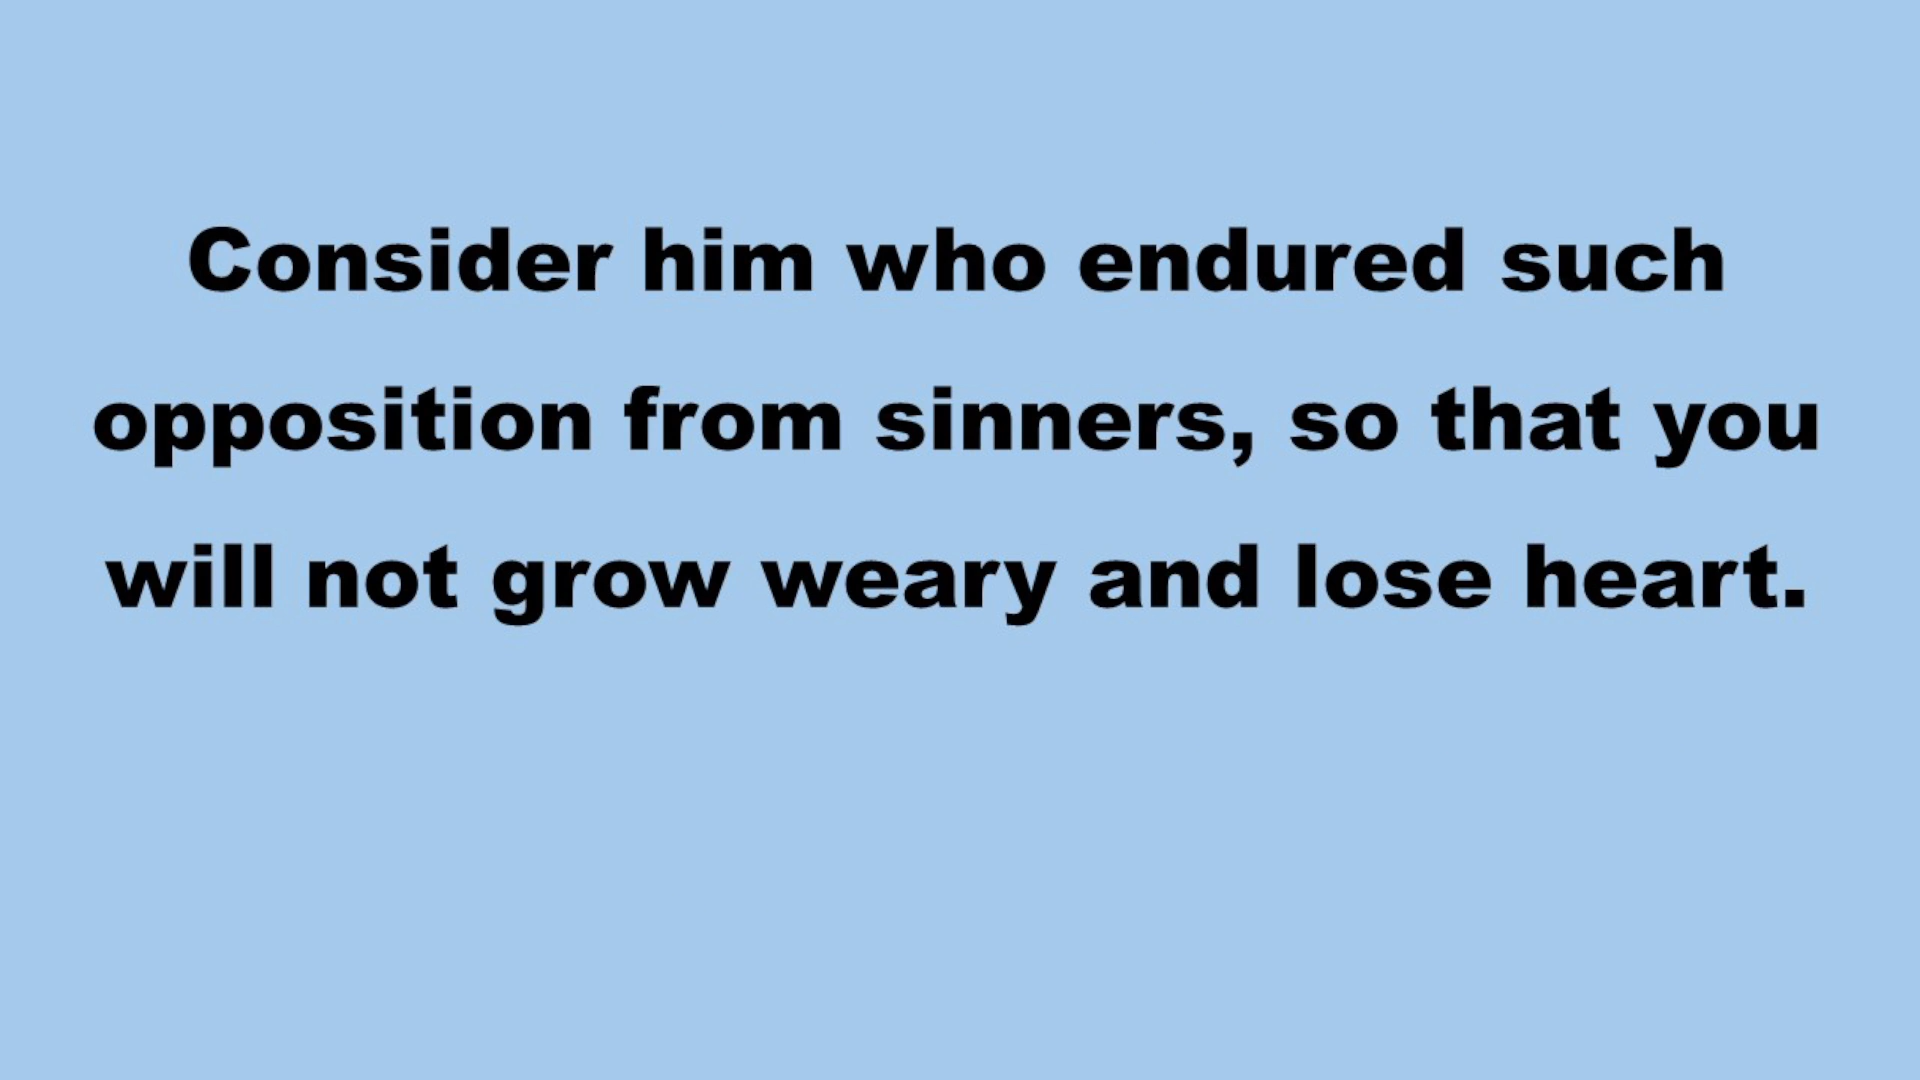 Consider him who endured such
opposition from sinners, so that you
will not grow weary and lose heart.